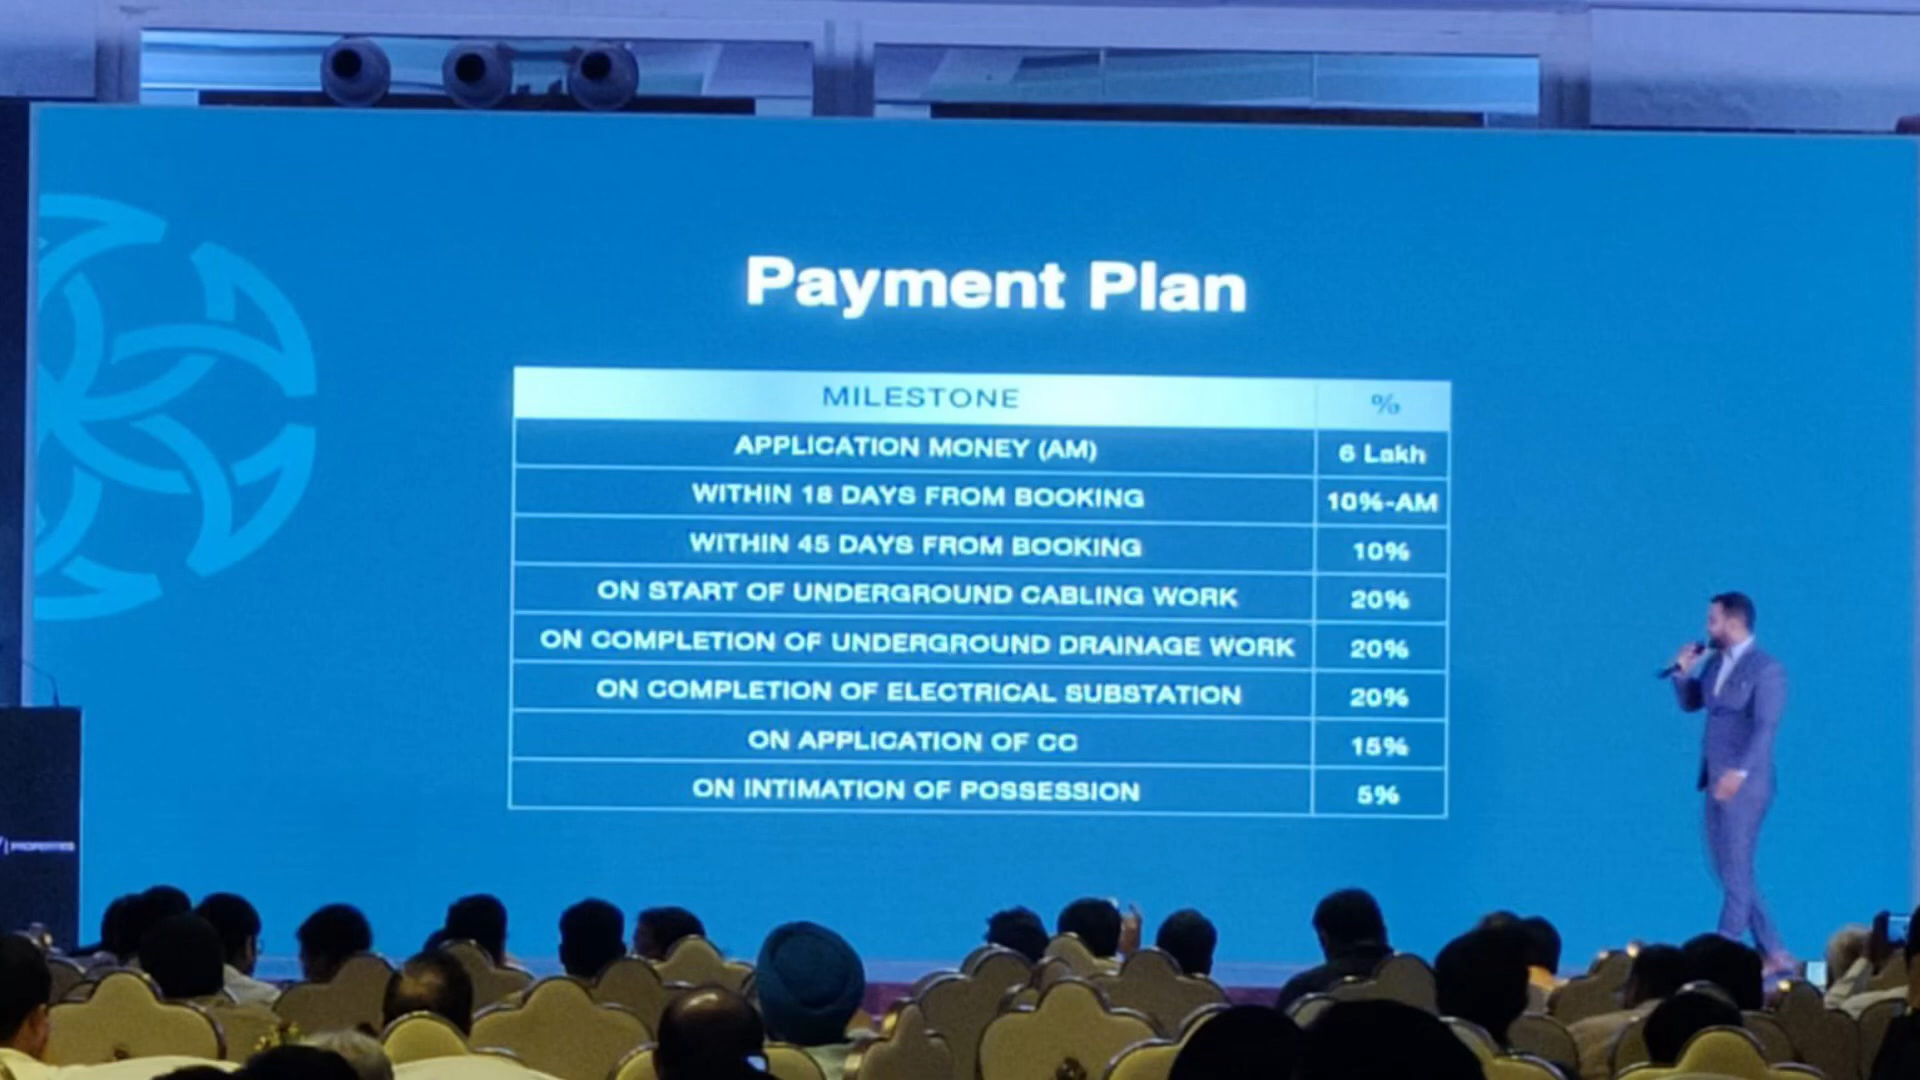 Payment Plan
MILESTONE %
APPLICATION MONEY (AM) 6 Lakh
WITHIN 18 DAYS FROM BOOKING 10%-AM
WITHIN 45 DAYS FROM BOOKING 10%
ON START OF UNDERGROUND CABLING WORK 20%
ON COMPLETION OF UNDERGROUND DRAINAGE WORK 20%
ON COMPLETION OF ELECTRICAL SUBSTATION 20%
ON APPLICATION OF CC 15%
ON INTIMATION OF POSSESSION 5%
PROPERTIES